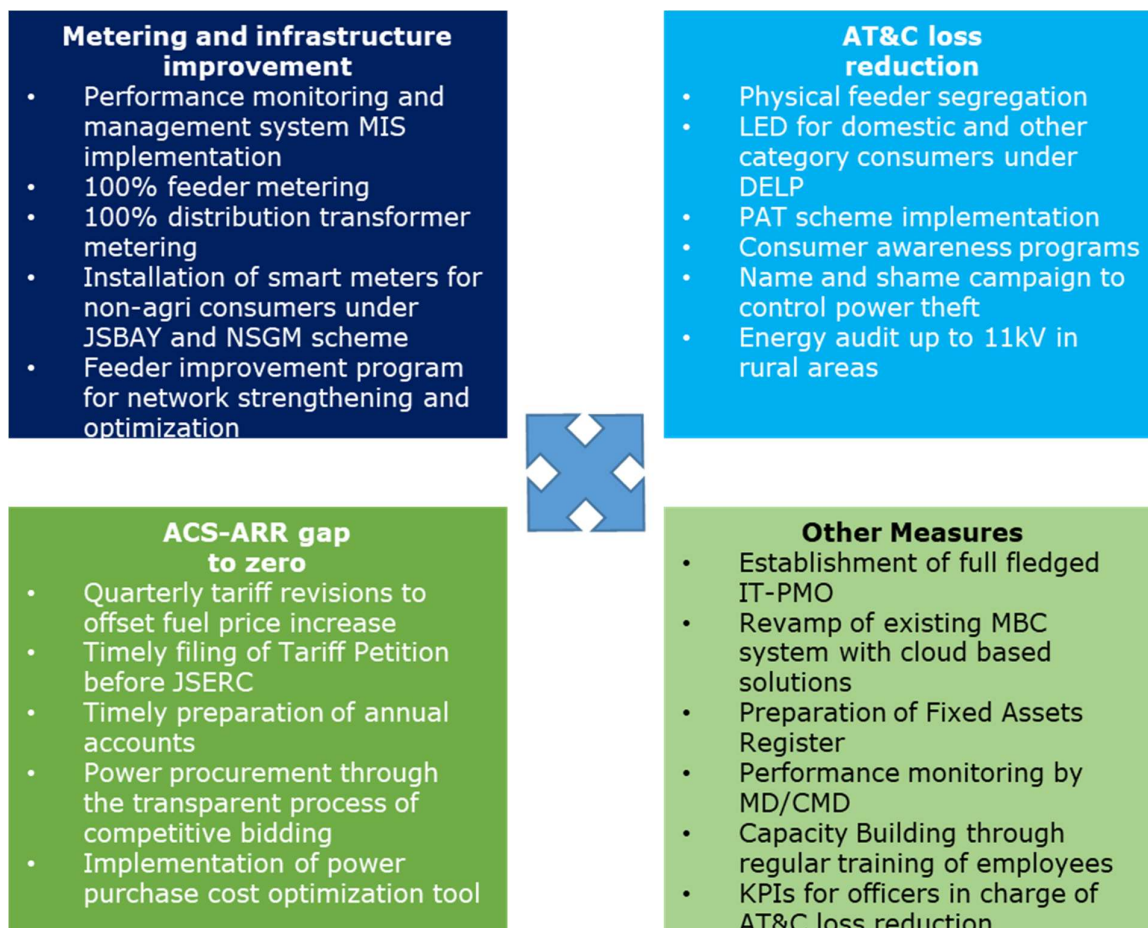 Metering and infrastructure
improvement
• Performance monitoring and
management system MIS
implementation
• 100% feeder metering
• 100% distribution transformer
metering
• Installation of smart meters for
non-agri consumers under
JSBAY and NSGM scheme
• Feeder improvement program
for network strengthening and
optimization
AT&C loss
reduction
• Physical feeder segregation
• LED for domestic and other
category consumers under
DELP
• PAT scheme implementation
• Consumer awareness programs
• Name and shame campaign to
control power theft
• Energy audit up to 11kV in
rural areas
ACS-ARR gap
to zero
• Quarterly tariff revisions to
offset fuel price increase
• Timely filing of Tariff Petition
before JSERC
• Timely preparation of annual
accounts
• Power procurement through
the transparent process of
competitive bidding
• Implementation of power
purchase cost optimization tool
Other Measures
• Establishment of full fledged
IT-PMO
• Revamp of existing MBC
system with cloud based
solutions
• Preparation of Fixed Assets
Register
• Performance monitoring by
MD/CMD
• Capacity Building through
regular training of employees
• KPIs for officers in charge of
AT&C loss reduction